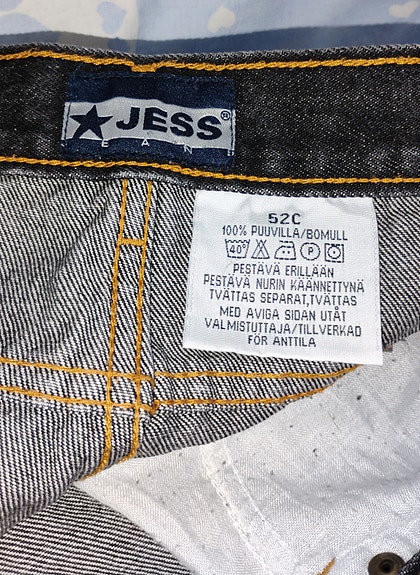 JESS®
JEANS
52C
100% PUUVILLA/BOMULL
40°
P
PESTÄVÄ ERILLÄÄN
PESTÄVÄ NURIN KÄÄNNETTYNÄ
TVÄTTAS SEPARAT,TVÄTTAS
MED AVIGA SIDAN UTÅT
VALMISTUTTAJA/TILLVERKAD
FÖR ANTTILA